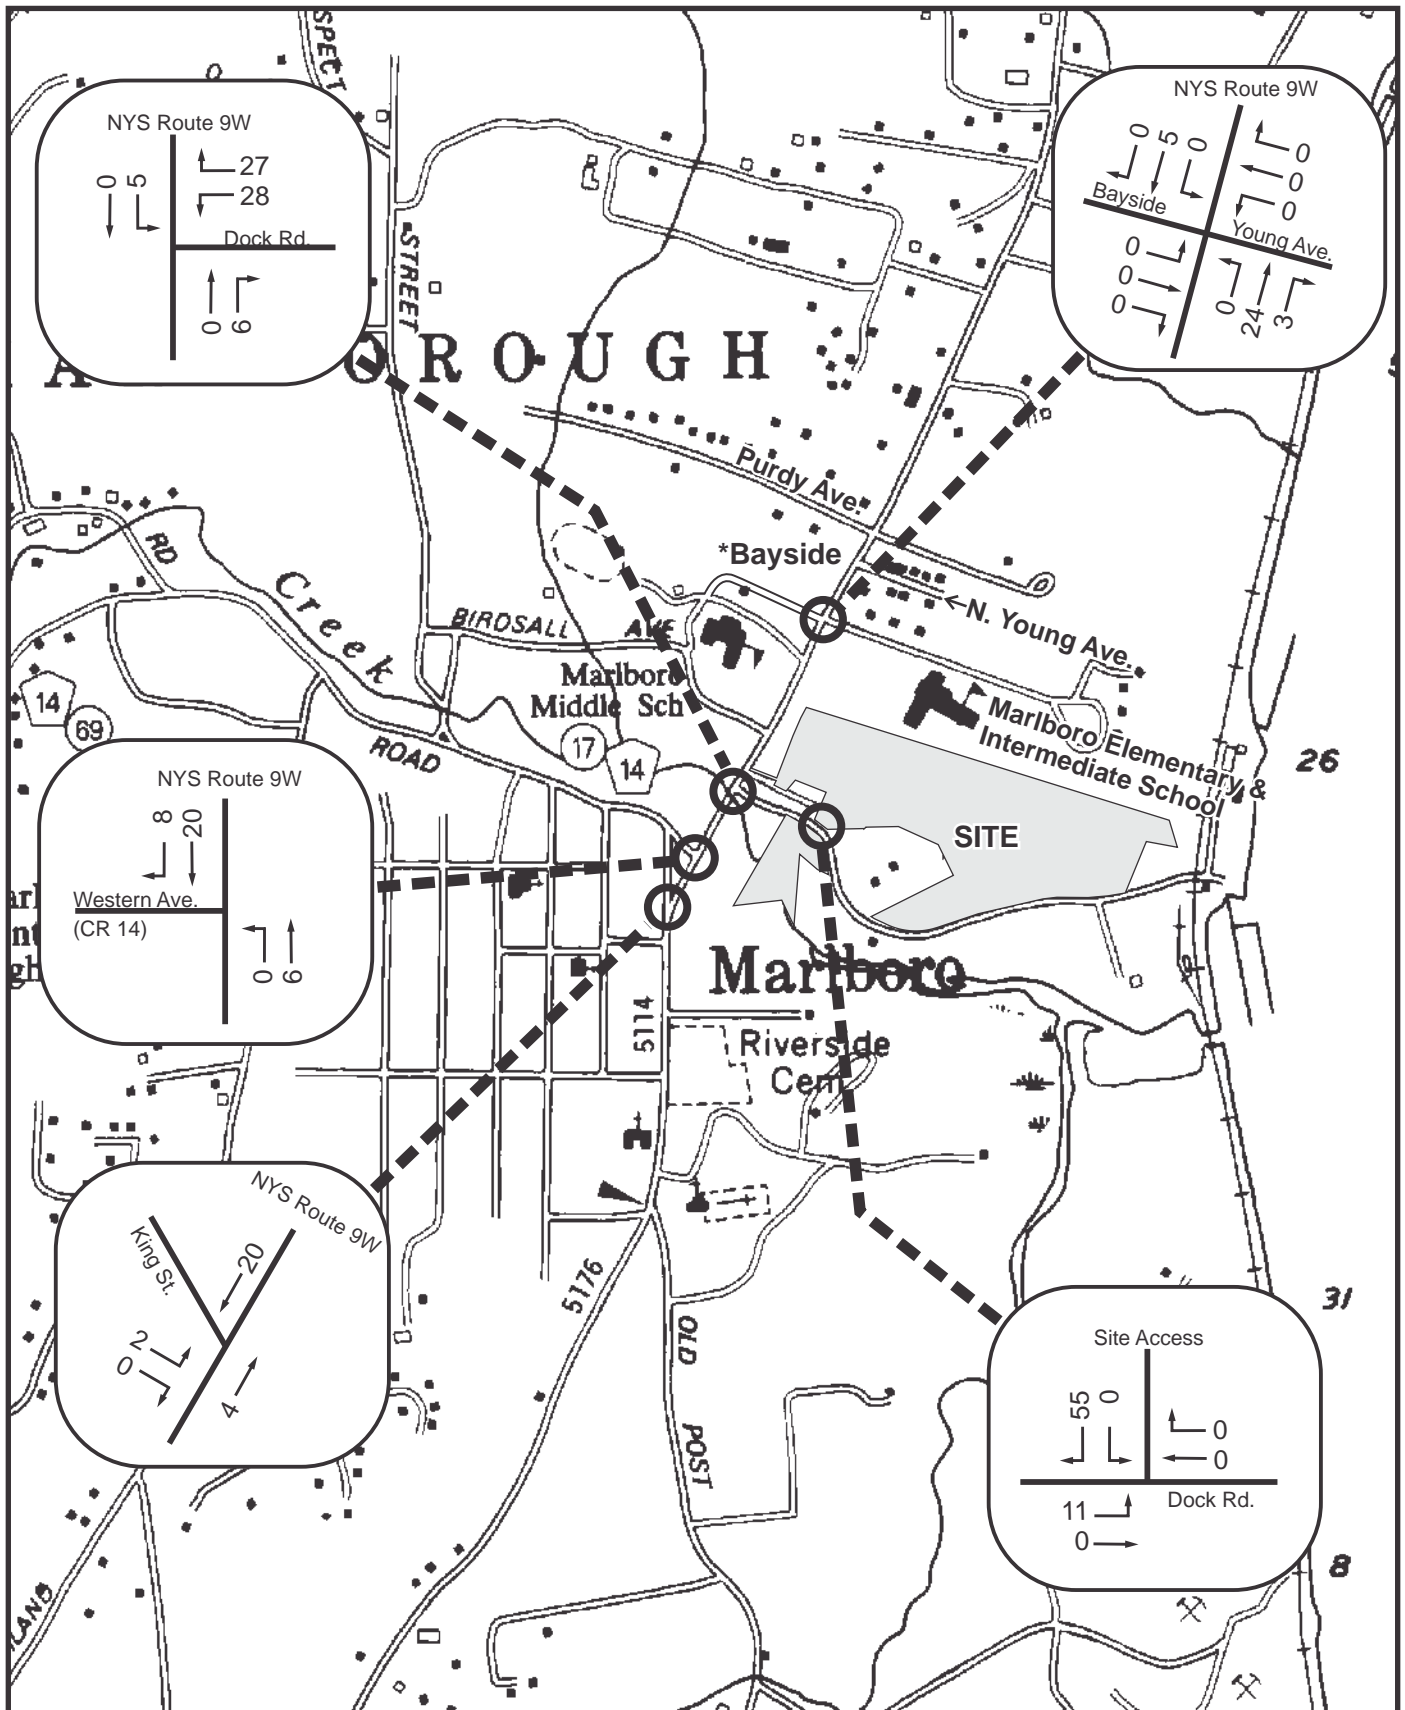 SPECT
NYS Route 9W
0
5
27
28
Dock Rd.
0
6
NYS Route 9W
0
5
0
0
0
0
Bayside
Young Ave.
0
0
0
0
24
3
STREET
OROUGH
Purdy Ave.
*Bayside
N. Young Ave.
RD
Creek
BIRDSALL AVE
Marlboro
Middle Sch
14
69
17
14
ROAD
Marlboro Elementary &
Intermediate School
26
SITE
NYS Route 9W
8
20
Western Ave.
(CR 14)
0
6
Marlboro
5114
Riverside
Cem
NYS Route 9W
King St.
20
2
0
4
5176
OLD
POST
31
Site Access
55
0
0
0
11
0
Dock Rd.
8